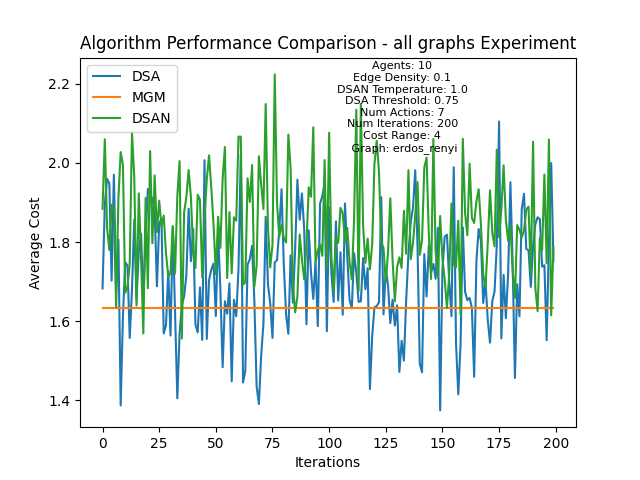 Algorithm Performance Comparison - all graphs Experiment
DSA
MGM
DSAN
Agents: 10
Edge Density: 0.1
DSAN Temperature: 1.0
DSA Threshold: 0.75
Num Actions: 7
Num Iterations: 200
Cost Range: 4
Graph: erdos_renyi
Average Cost
2.2
2.0
1.8
1.6
1.4
0
25
50
75
100
125
150
175
200
Iterations